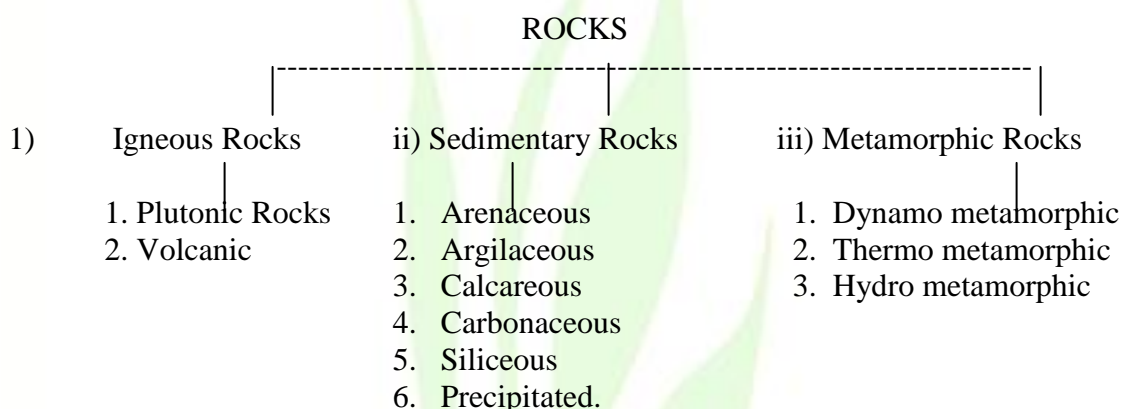 ROCKS
1) Igneous Rocks ii) Sedimentary Rocks iii) Metamorphic Rocks
1. Plutonic Rocks 1. Arenaceous 1. Dynamo metamorphic
2. Volcanic 2. Argilaceous 2. Thermo metamorphic
3. Calcareous 3. Hydro metamorphic
4. Carbonaceous
5. Siliceous
6. Precipitated.